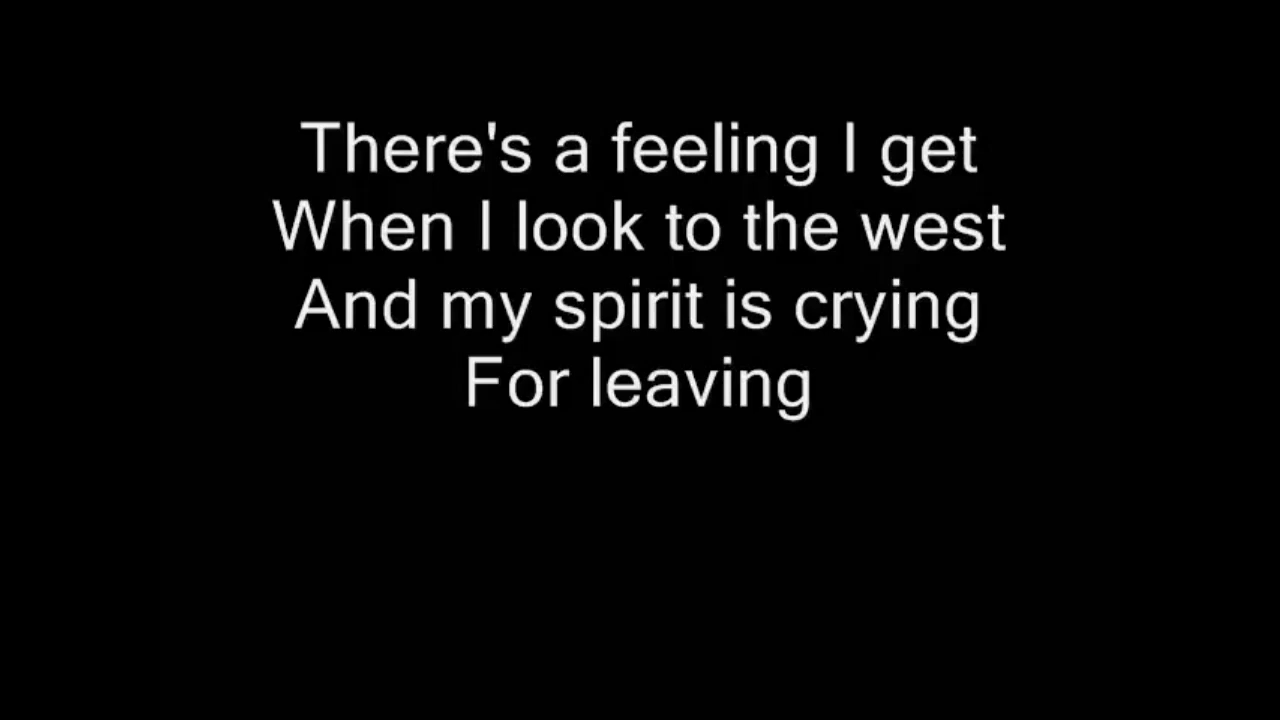 There's a feeling I get
When I look to the west
And my spirit is crying
For leaving